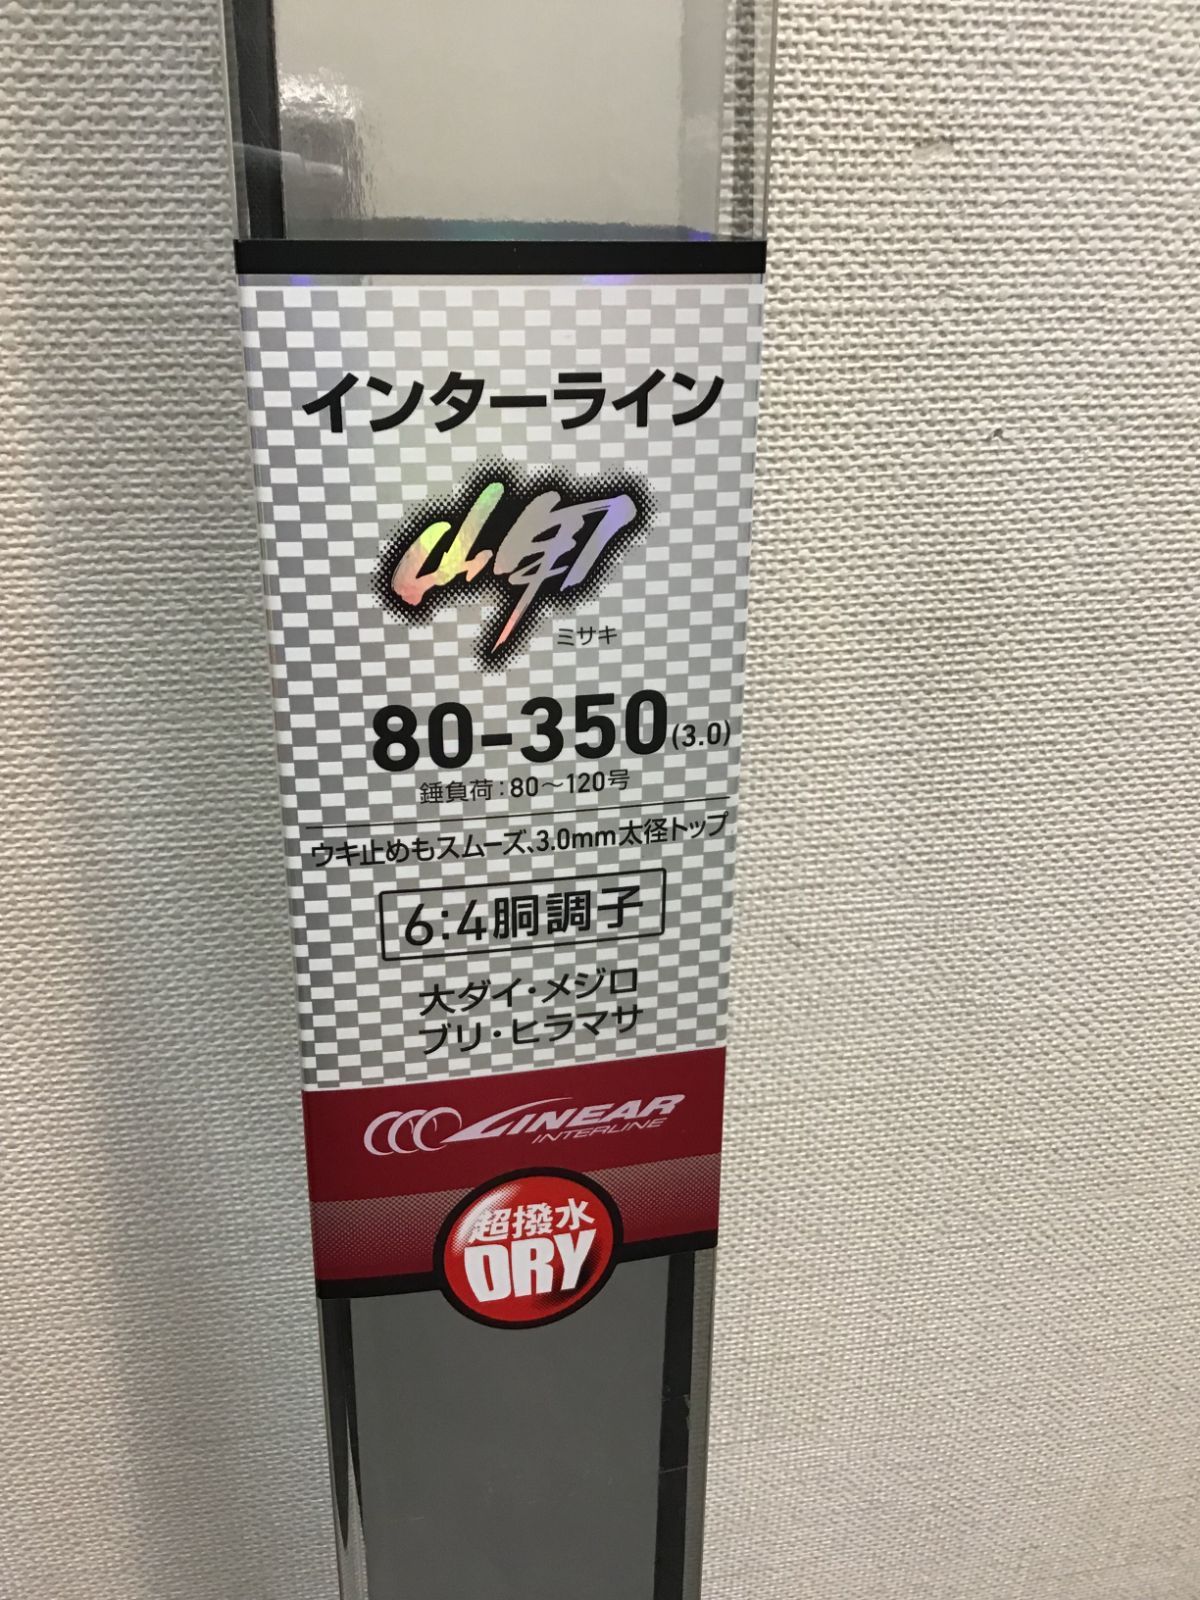 インターライン
岬
ミサキ
80-350(3.0)
錘負荷:80～120号
ウキ止めもスムーズ、3.0mm太径トップ
6:4胴調子
大ダイ・メジロ
ブリ・ヒラマサ
LINEAR
INTERLINE
超撥水
DRY